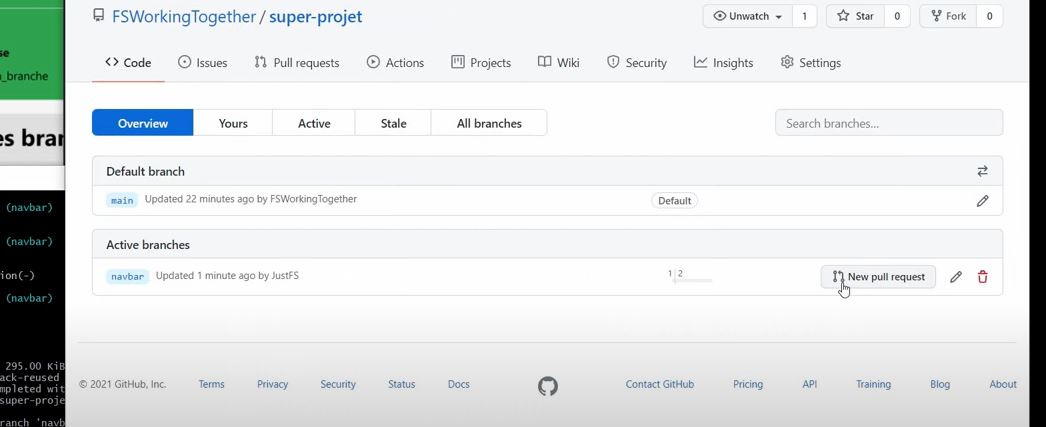 FSWorkingTogether / super-projet
Unwatch 1 Star 0 Fork 0
Code Issues Pull requests Actions Projects Wiki Security Insights Settings
Overview Yours Active Stale All branches Search branches...
Default branch
main Updated 22 minutes ago by FSWorkingTogether Default
Active branches
navbar Updated 1 minute ago by JustFS 1 2 New pull request
© 2021 GitHub, Inc. Terms Privacy Security Status Docs Contact GitHub Pricing API Training Blog About
se
_branche
es bran
(navbar)
(navbar)
ion(-)
(navbar)
295.00 KiB
ack-reused
mpleted wit
super-proje
ranch 'navb